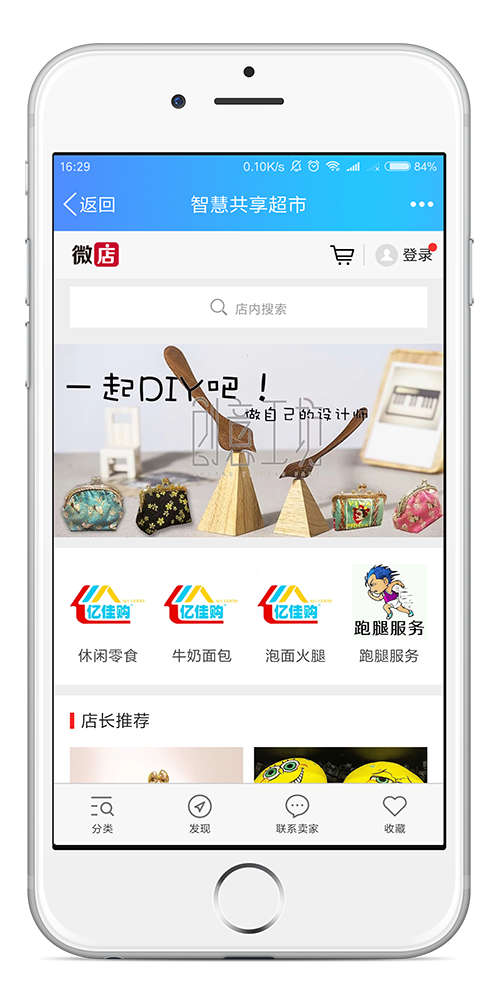 16:29
0.10K/s
84%
返回
智慧共享超市
微店
登录
店内搜索
一起DIY吧！
做自己的设计师
创意工坊
亿佳购
亿佳购
亿佳购
跑腿服务
休闲零食
牛奶面包
泡面火腿
跑腿服务
店长推荐
分类
发现
联系卖家
收藏